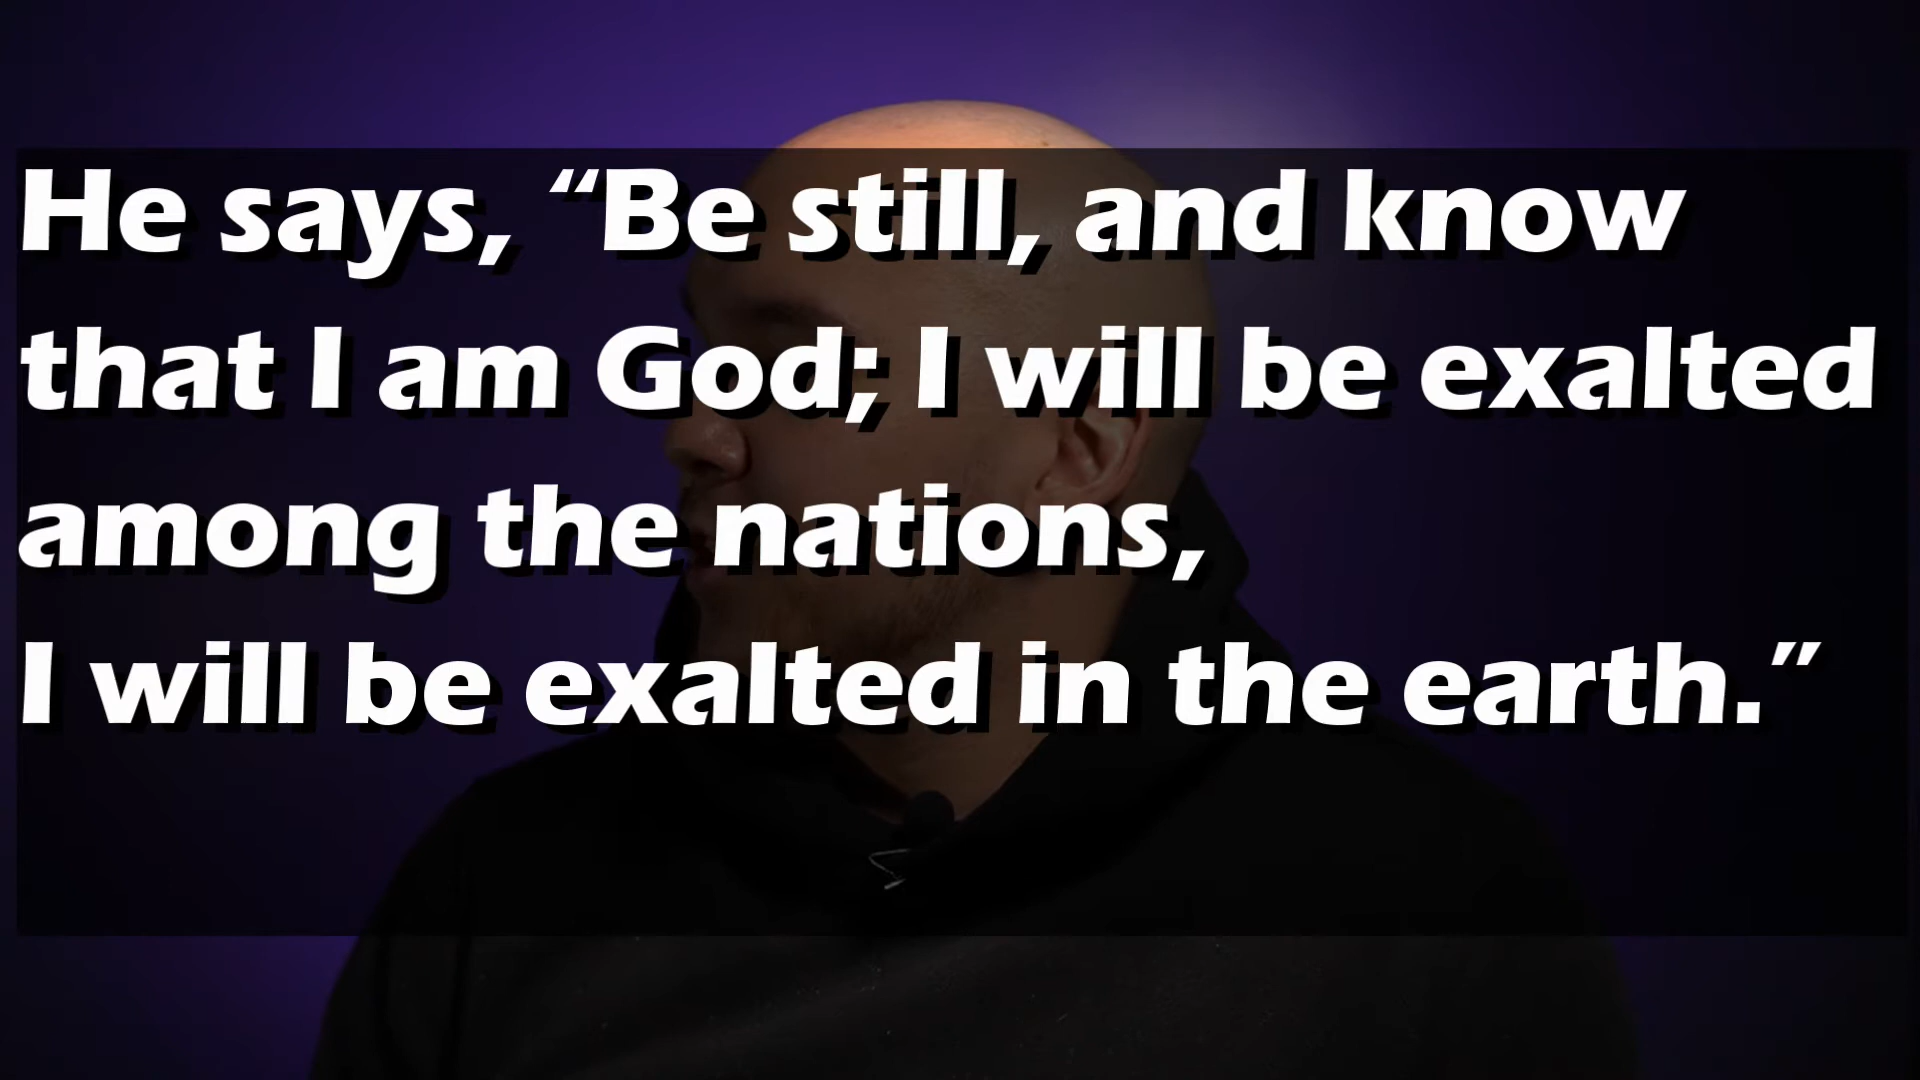 He says, “Be still, and know
that I am God; I will be exalted
among the nations,
I will be exalted in the earth.”